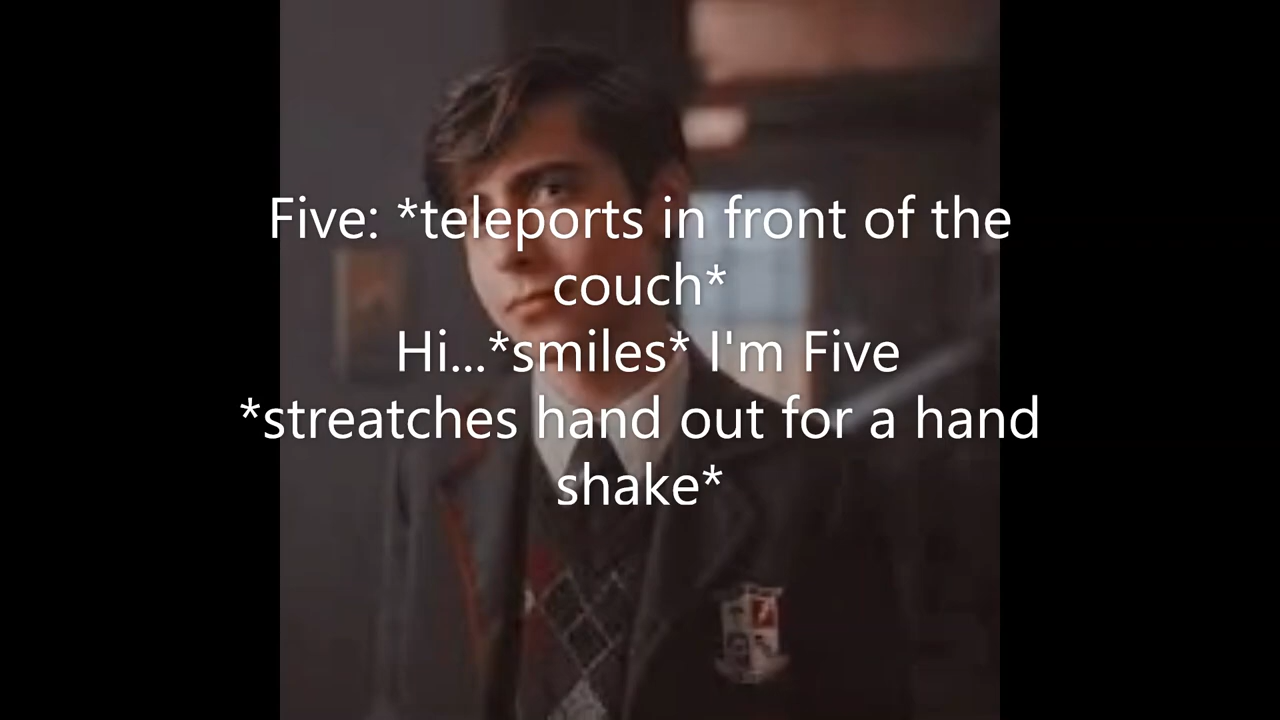 Five: *teleports in front of the
couch*
Hi...*smiles* I'm Five
*streatches hand out for a hand
shake*